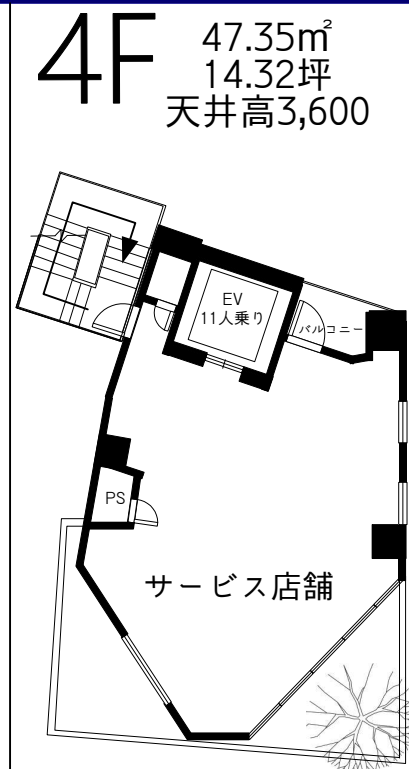 4F
47.35㎡
14.32坪
天井高3,600
EV
11人乗り
バルコニー
PS
サービス店舗